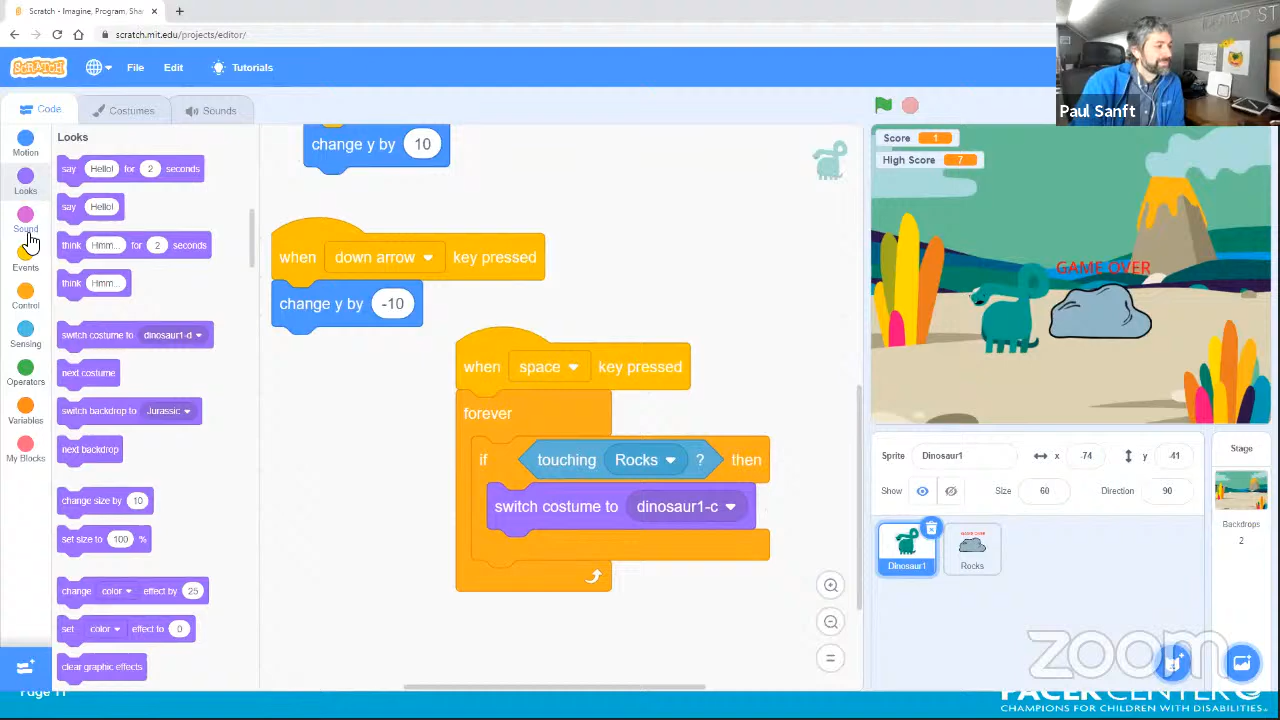 Scratch - Imagine, Program, Sha
scratch.mit.edu/projects/editor/
SCRATCH
File
Edit
Tutorials
Paul Sanft
Code
Costumes
Sounds
Motion
Looks
Sound
Events
Control
Sensing
Operators
Variables
My Blocks
Looks
say Hello! for 2 seconds
say Hello!
think Hmm... for 2 seconds
think Hmm...
switch costume to dinosaur1-d
next costume
switch backdrop to Jurassic
next backdrop
change size by 10
set size to 100 %
change color effect by 25
set color effect to 0
clear graphic effects
change y by 10
when down arrow key pressed
change y by -10
when space key pressed
forever
if touching Rocks ? then
switch costume to dinosaur1-c
Score 1
High Score 7
GAME OVER
Sprite Dinosaur1 x -74 y -41
Show Size 60 Direction 90
Dinosaur1
Rocks
Stage
Backdrops
2
zoom
PACER CENTER
CHAMPIONS FOR CHILDREN WITH DISABILITIES